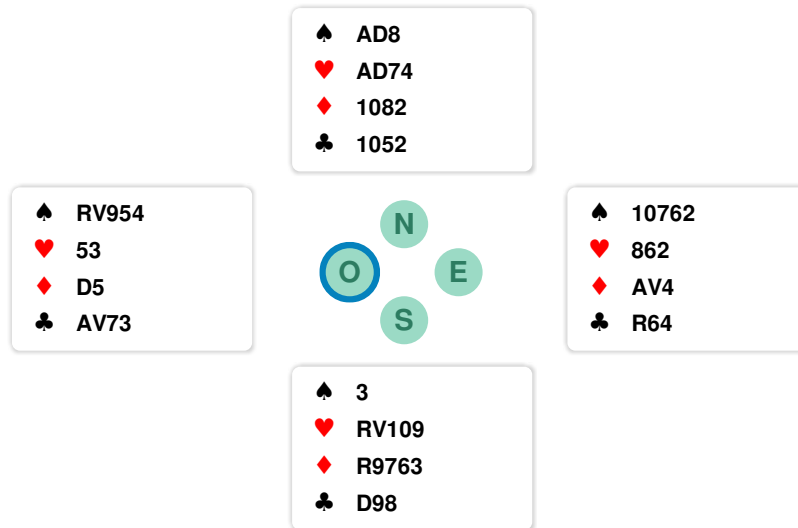 ♠ AD8
♥ AD74
♦ 1082
♣ 1052
♠ RV954
♥ 53
♦ D5
♣ AV73
N
O
E
S
♠ 10762
♥ 862
♦ AV4
♣ R64
♠ 3
♥ RV109
♦ R9763
♣ D98